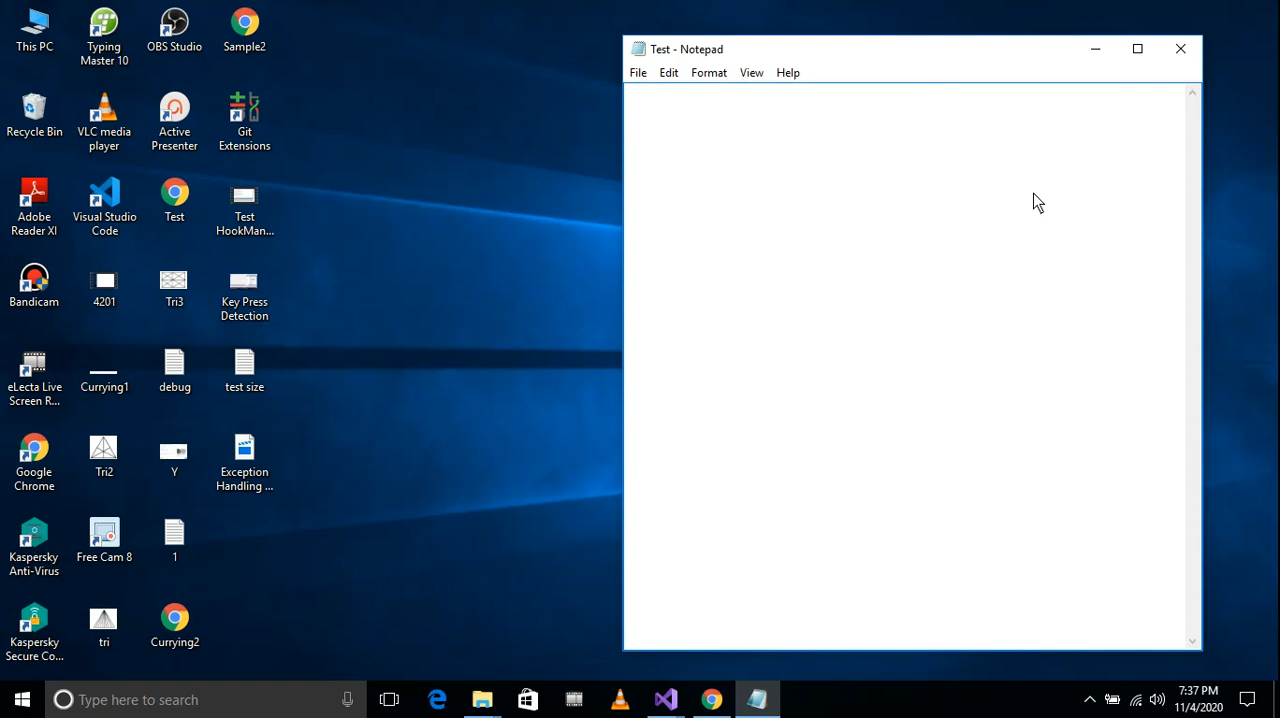 This PC
Typing
Master 10
OBS Studio
Sample2
Recycle Bin
VLC media
player
Active
Presenter
Git
Extensions
Adobe
Reader XI
Visual Studio
Code
Test
Test
HookMan...
Bandicam
4201
Tri3
Key Press
Detection
eLecta Live
Screen R...
Currying1
debug
test size
Google
Chrome
Tri2
Y
Exception
Handling ...
Kaspersky
Anti-Virus
Free Cam 8
1
Kaspersky
Secure Co...
tri
Currying2
Test - Notepad
File Edit Format View Help
Type here to search
7:37 PM
11/4/2020